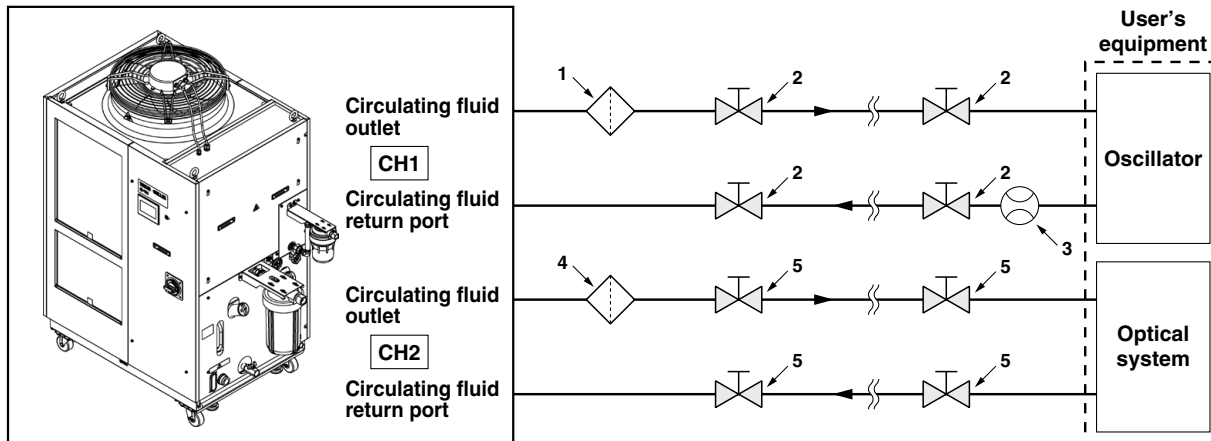 User's
equipment
1
2
2
Circulating fluid
outlet
CH1
Oscillator
2
2
Circulating fluid
return port
3
4
5
5
Circulating fluid
outlet
CH2
Optical
system
5
5
Circulating fluid
return port